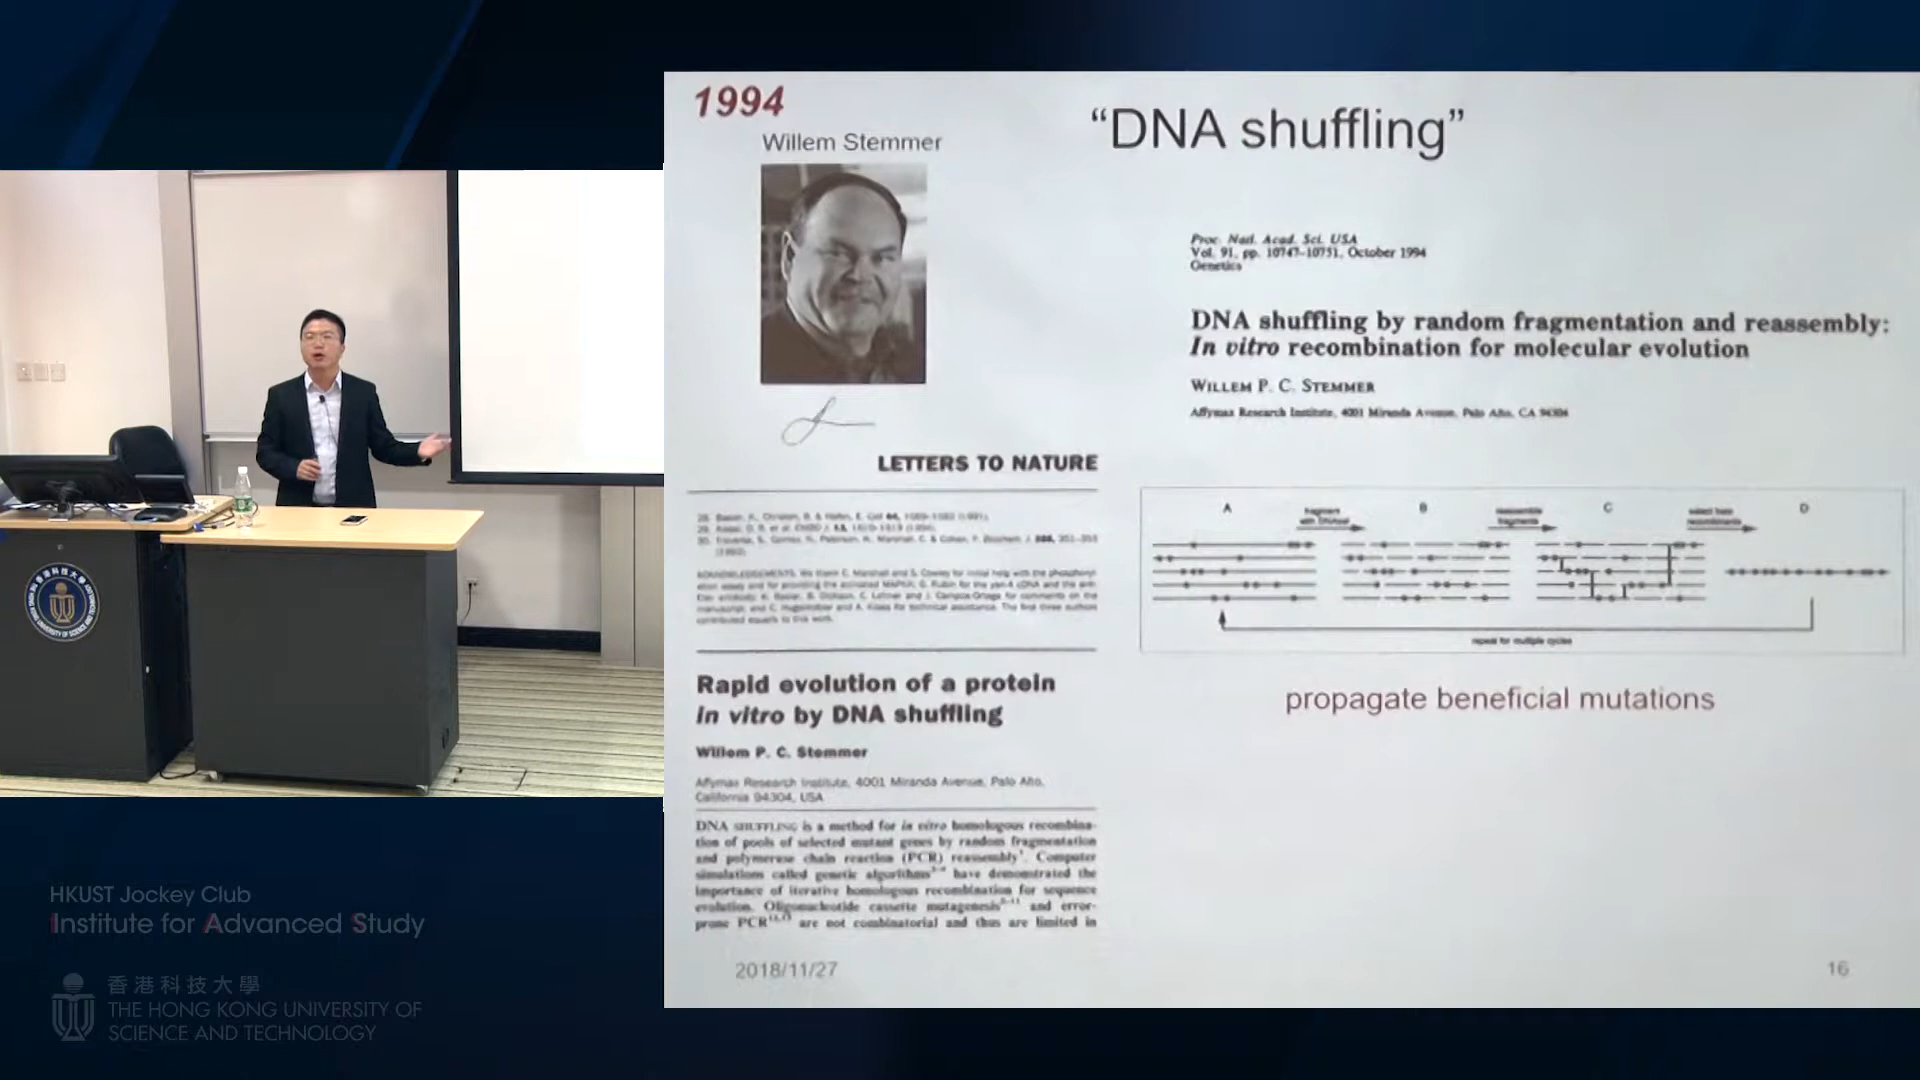 1994
Willem Stemmer
“DNA shuffling”
Proc. Natl. Acad. Sci. USA
Vol. 91, pp. 10747-10751, October 1994
Genetics
DNA shuffling by random fragmentation and reassembly:
In vitro recombination for molecular evolution
WILLEM P. C. STEMMER
Affymax Research Institute, 4001 Miranda Avenue, Palo Alto, CA 94304
LETTERS TO NATURE
A
B
C
D
repeat for multiple cycles
propagate beneficial mutations
Rapid evolution of a protein
in vitro by DNA shuffling
Willem P. C. Stemmer
Affymax Research Institute, 4001 Miranda Avenue, Palo Alto,
California 94304, USA
DNA SHUFFLING is a method for in vitro homologous recombina-
tion of pools of selected mutant genes by random fragmentation
and polymerase chain reaction (PCR) reassembly. Computer
simulations called genetic algorithms have demonstrated the
importance of iterative homologous recombination for sequence
evolution. Oligonucleotide cassette mutagenesis and error-
prone PCR are not combinatorial and thus are limited in
2018/11/27
16
HKUST Jockey Club
Institute for Advanced Study
香港科技大學
THE HONG KONG UNIVERSITY OF
SCIENCE AND TECHNOLOGY